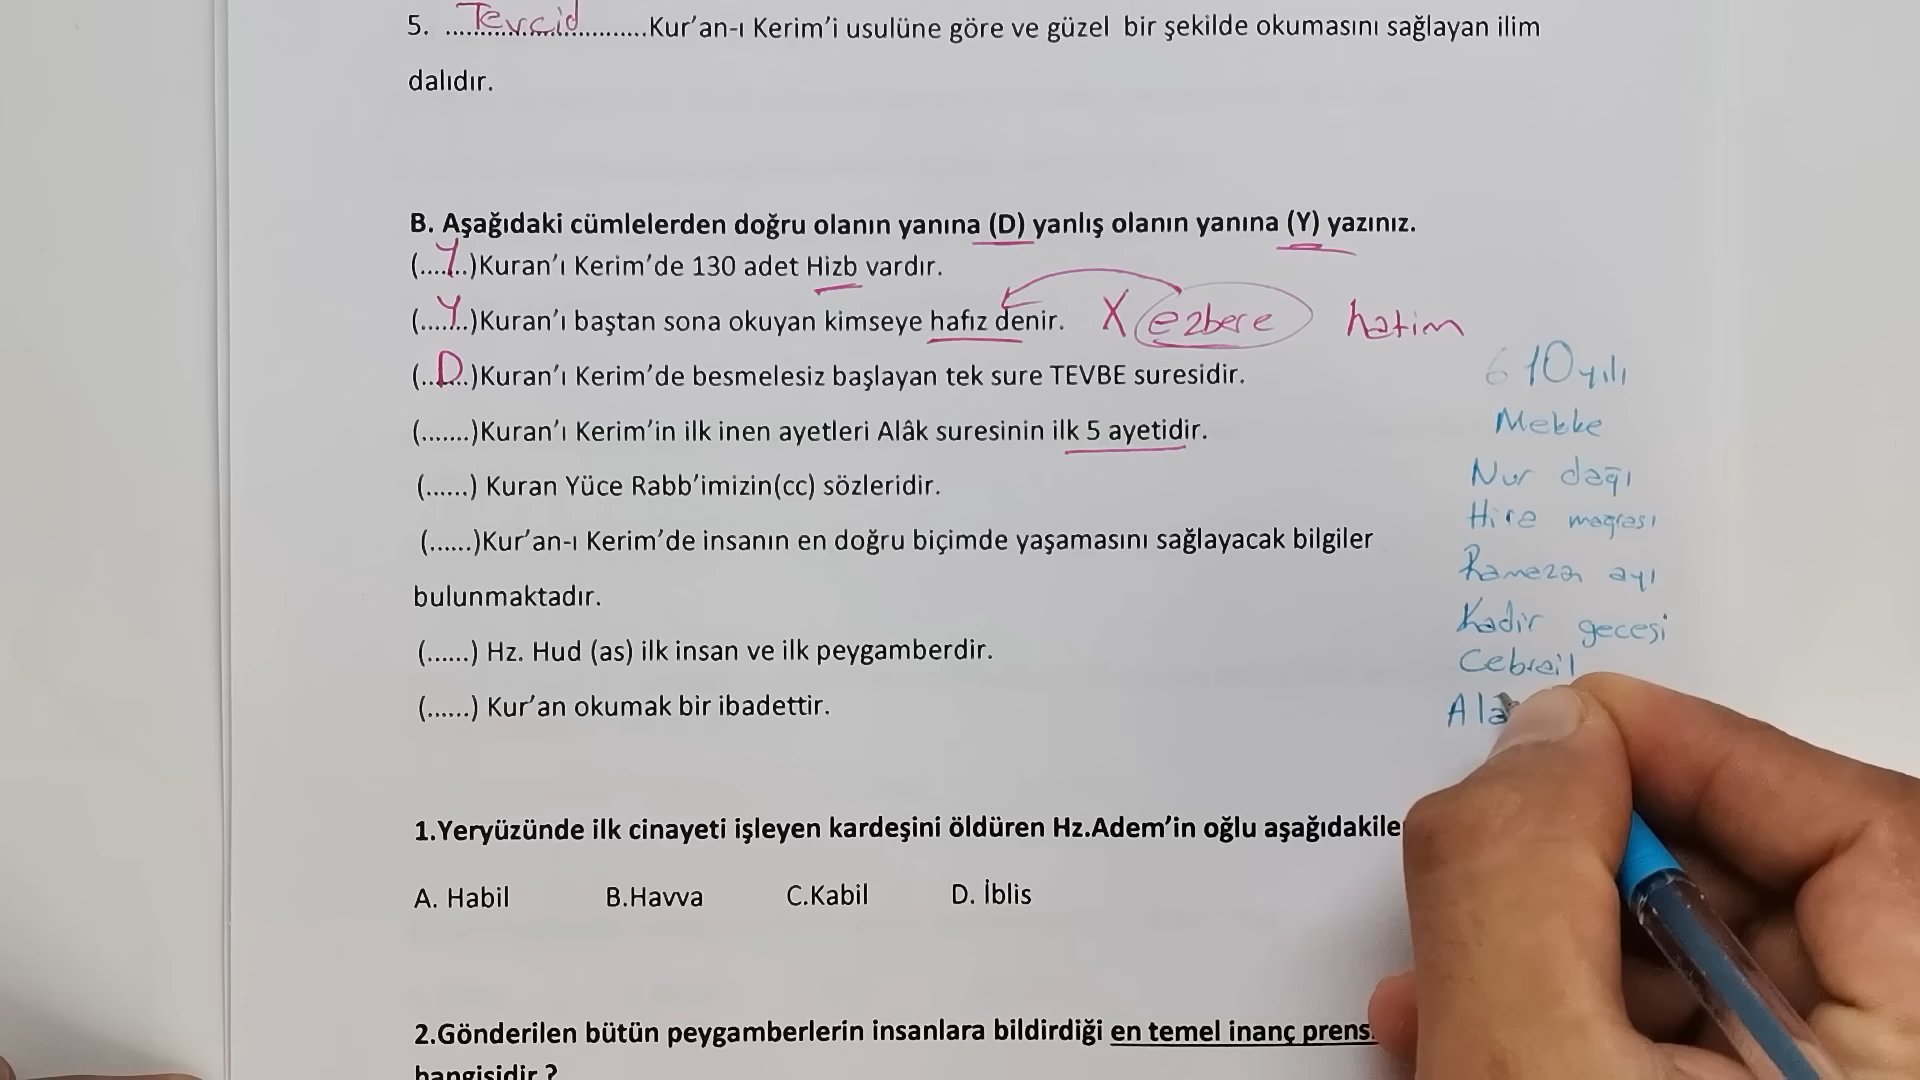 5. Tevcid Kur'an-ı Kerim'i usulüne göre ve güzel bir şekilde okumasını sağlayan ilim
dalıdır.
B. Aşağıdaki cümlelerden doğru olanın yanına (D) yanlış olanın yanına (Y) yazınız.
(...Y...)Kuran'ı Kerim'de 130 adet Hizb vardır.
(...Y...)Kuran'ı baştan sona okuyan kimseye hafız denir. X ezbere hatim
(...D...)Kuran'ı Kerim'de besmelesiz başlayan tek sure TEVBE suresidir.
610 yılı
(.......)Kuran'ı Kerim'in ilk inen ayetleri Alâk suresinin ilk 5 ayetidir.
Mekke
(......) Kuran Yüce Rabb'imizin(cc) sözleridir.
Nur dağı
Hira mağrası
(......)Kur'an-ı Kerim'de insanın en doğru biçimde yaşamasını sağlayacak bilgiler
bulunmaktadır.
Ramazan ayı
Kadir gecesi
(......) Hz. Hud (as) ilk insan ve ilk peygamberdir.
Cebrail
(......) Kur'an okumak bir ibadettir.
Ala
1.Yeryüzünde ilk cinayeti işleyen kardeşini öldüren Hz.Adem'in oğlu aşağıdakile
A. Habil B.Havva C.Kabil D. İblis
2.Gönderilen bütün peygamberlerin insanlara bildirdiği en temel inanç prens
hangisidir ?